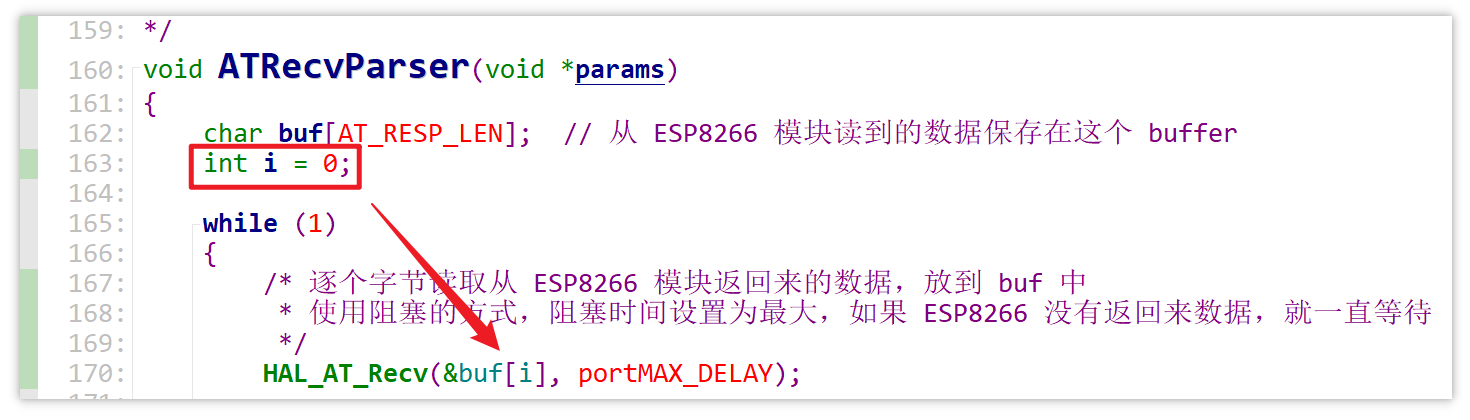 159: */
160: void ATRecvParser(void *params)
161: {
162: char buf[AT_RESP_LEN]; // 从 ESP8266 模块读到的数据保存在这个 buffer
163: int i = 0;
164:
165: while (1)
166: {
167: /* 逐个字节读取从 ESP8266 模块返回来的数据，放到 buf 中
168: * 使用阻塞的方式，阻塞时间设置为最大，如果 ESP8266 没有返回来数据，就一直等待
169: */
170: HAL_AT_Recv(&buf[i], portMAX_DELAY);